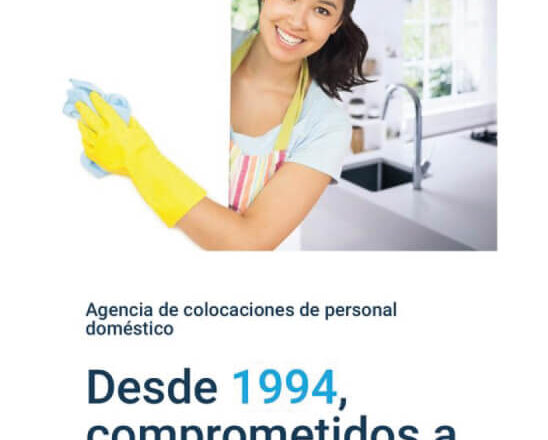 Agencia de colocaciones de personal
doméstico
Desde 1994,
comprometidos a